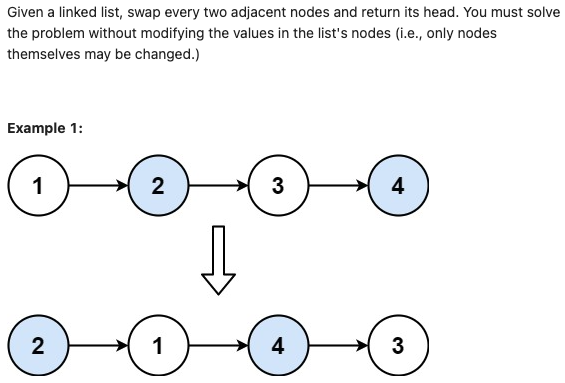 Given a linked list, swap every two adjacent nodes and return its head. You must solve
the problem without modifying the values in the list's nodes (i.e., only nodes
themselves may be changed.)
Example 1:
1 2 3 4
2 1 4 3